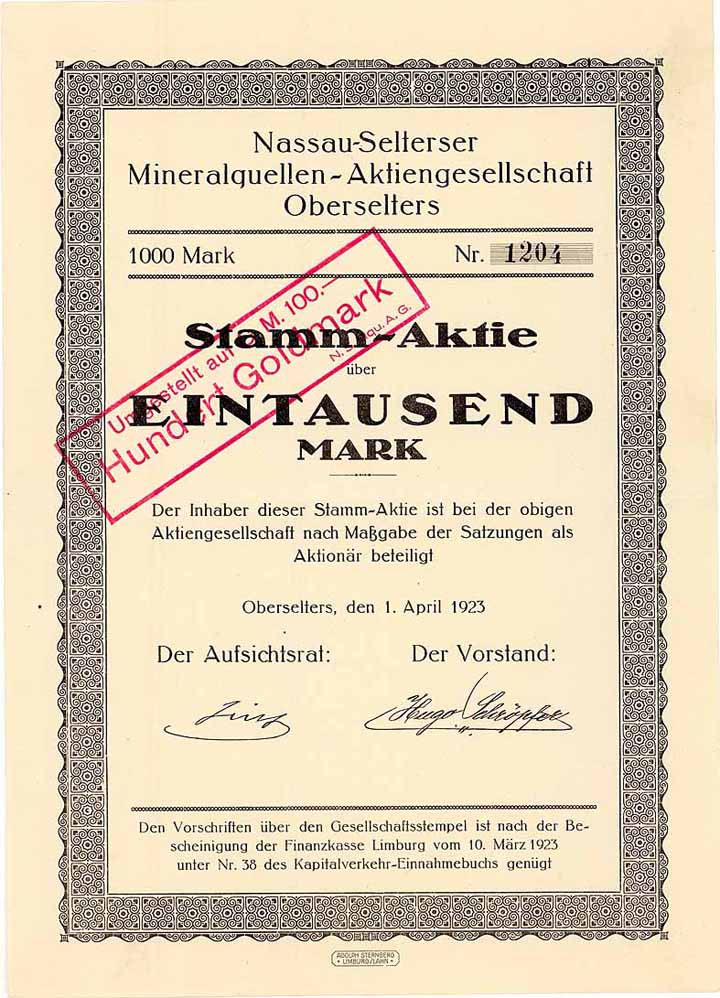 Nassau-Selterser
Mineralquellen-Aktiengesellschaft
Oberselters
1000 Mark Nr. 1204
Umgestellt auf G. M. 100.—
Hundert Goldmark
Stamm-Aktie
über
EINTAUSEND
MARK
Der Inhaber dieser Stamm-Aktie ist bei der obigen
Aktiengesellschaft nach Maßgabe der Satzungen als
Aktionär beteiligt
Oberselters, den 1. April 1923
Der Aufsichtsrat: Der Vorstand:
Hugo Schröpfer
Den Vorschriften über den Gesellschaftsstempel ist nach der Be-
scheinigung der Finanzkasse Limburg vom 10. März 1923
unter Nr. 38 des Kapitalverkehr-Einnahmebuchs genügt
ADOLPH STERNBERG
LIMBURG/LAHN